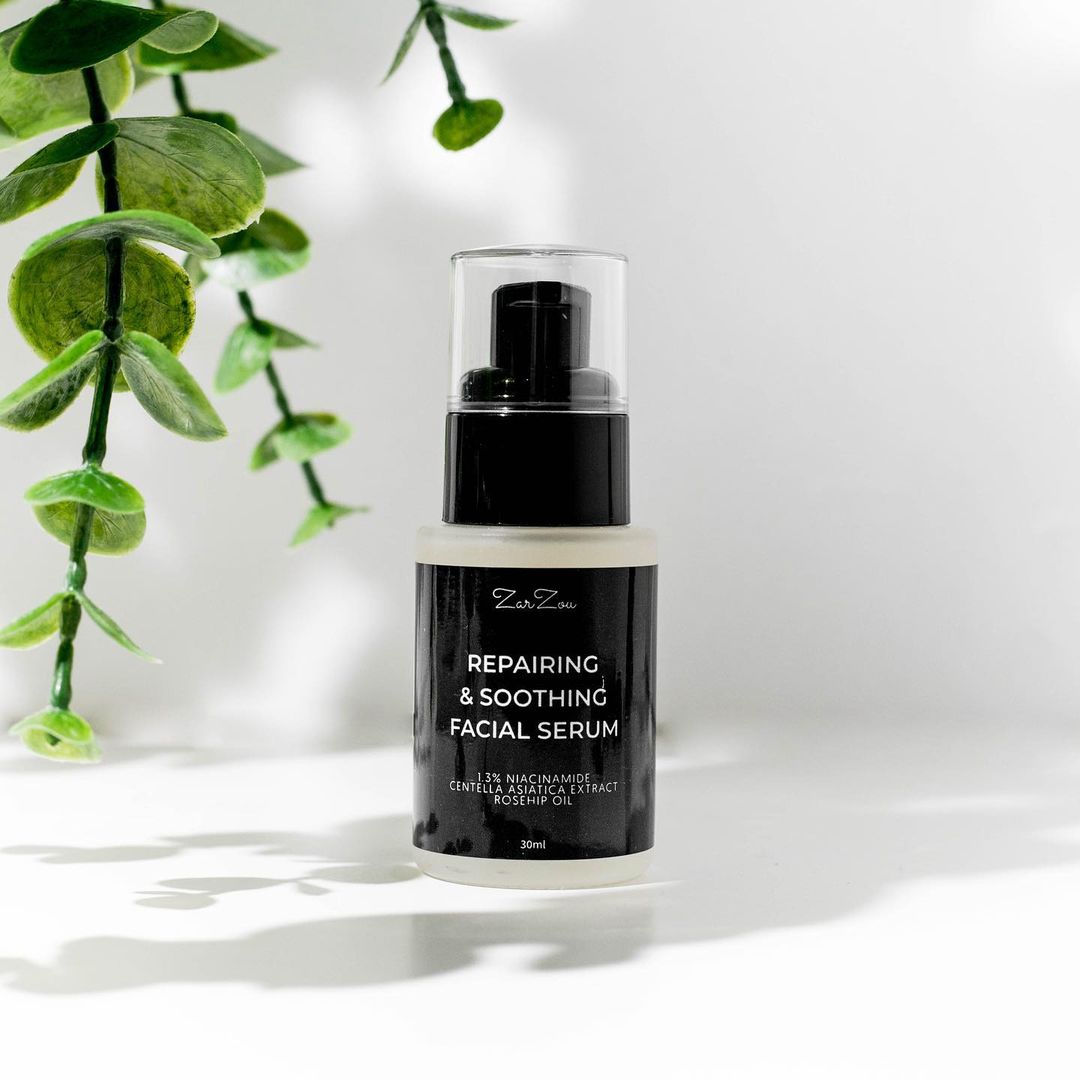 ZarZou
REPAIRING
& SOOTHING
FACIAL SERUM
1.3% NIACINAMIDE
CENTELLA ASIATICA EXTRACT
ROSEHIP OIL
30ml